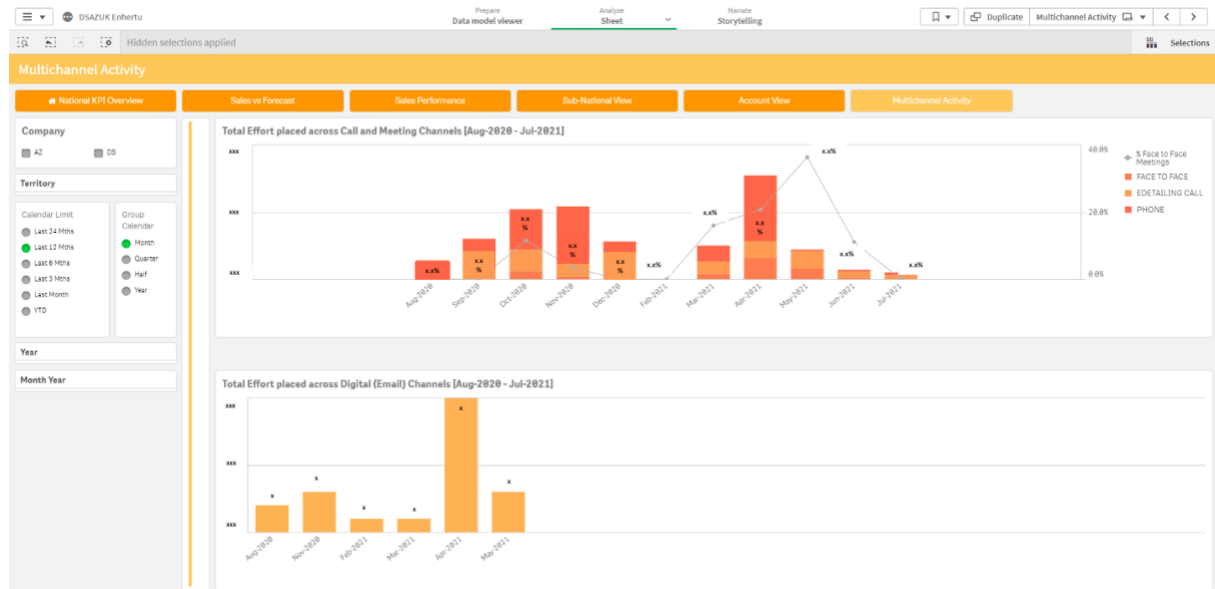 Prepare
Data model viewer
Analyze
Sheet
Narrate
Storytelling
DSAZUK Enhertu
Duplicate
Multichannel Activity
Hidden selections applied
Selections
Multichannel Activity
National KPI Overview
Sales vs Forecast
Sales Performance
Sub-National View
Account View
Multichannel Activity
Company
AZ
DS
Territory
Calendar Limit
Last 24 Mths
Last 12 Mths
Last 6 Mths
Last 3 Mths
Last Month
YTD
Group
Calendar
Month
Quarter
Half
Year
Year
Month Year
Total Effort placed across Call and Meeting Channels [Aug-2020 - Jul-2021]
xxx
xxx
xxx
x.x%
x.x
%
x.x
%
x.x
%
x.x
%
x.x%
x.x%
x.x
%
x.x%
x.x%
x.x%
40.0%
20.0%
0.0%
Aug-2020
Sep-2020
Oct-2020
Nov-2020
Dec-2020
Feb-2021
Mar-2021
Apr-2021
May-2021
Jun-2021
Jul-2021
% Face to Face
Meetings
FACE TO FACE
EDETAILING CALL
PHONE
Total Effort placed across Digital (Email) Channels [Aug-2020 - Jul-2021]
xxx
xxx
xxx
x
x
x
x
x
x
Aug-2020
Nov-2020
Feb-2021
Mar-2021
Apr-2021
May-2021